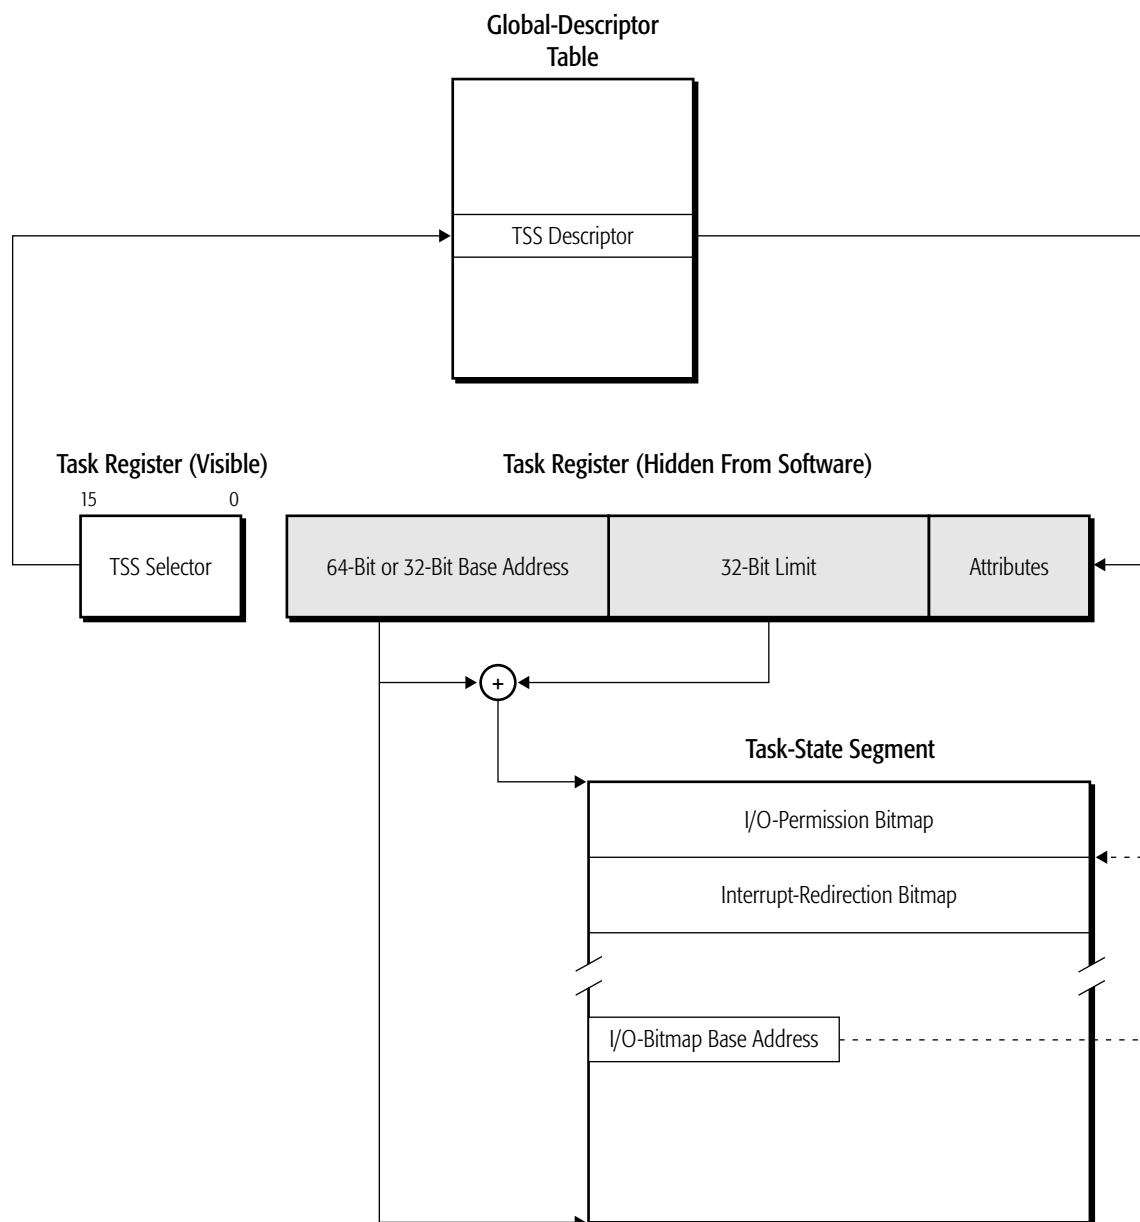 Global-Descriptor
Table
TSS Descriptor
Task Register (Visible)
Task Register (Hidden From Software)
15 0
TSS Selector
64-Bit or 32-Bit Base Address
32-Bit Limit
Attributes
+
Task-State Segment
I/O-Permission Bitmap
Interrupt-Redirection Bitmap
I/O-Bitmap Base Address